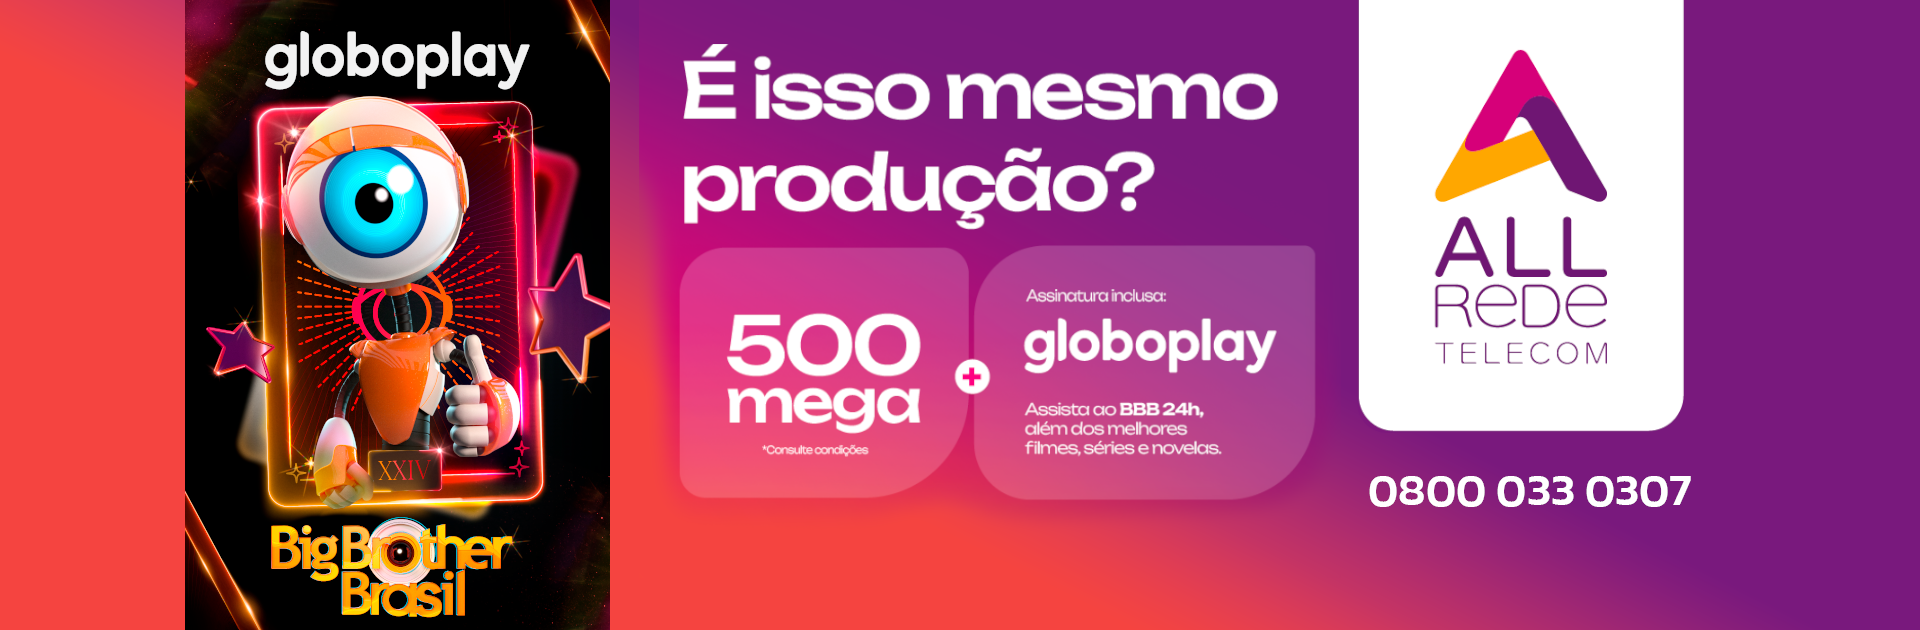 globoplay
XXIV
Big Brother
Brasil
É isso mesmo
produção?
500
mega
*Consulte condições
+
Assinatura inclusa:
globoplay
Assista ao BBB 24h,
além dos melhores
filmes, séries e novelas.
ALL
REDE
TELECOM
0800 033 0307